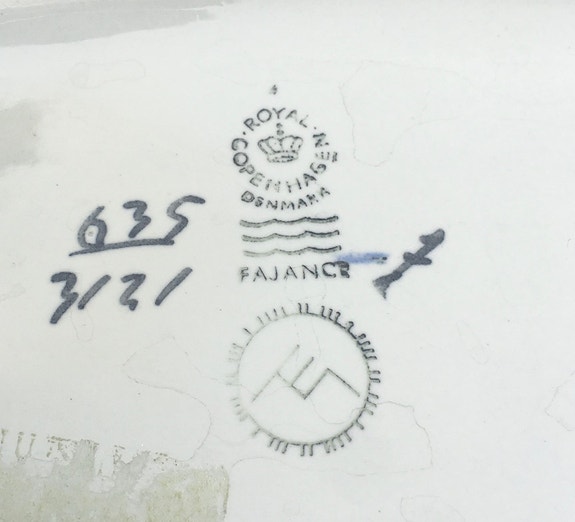 ROYAL
COPENHAGEN
DENMARK
FAJANCE
635
3121